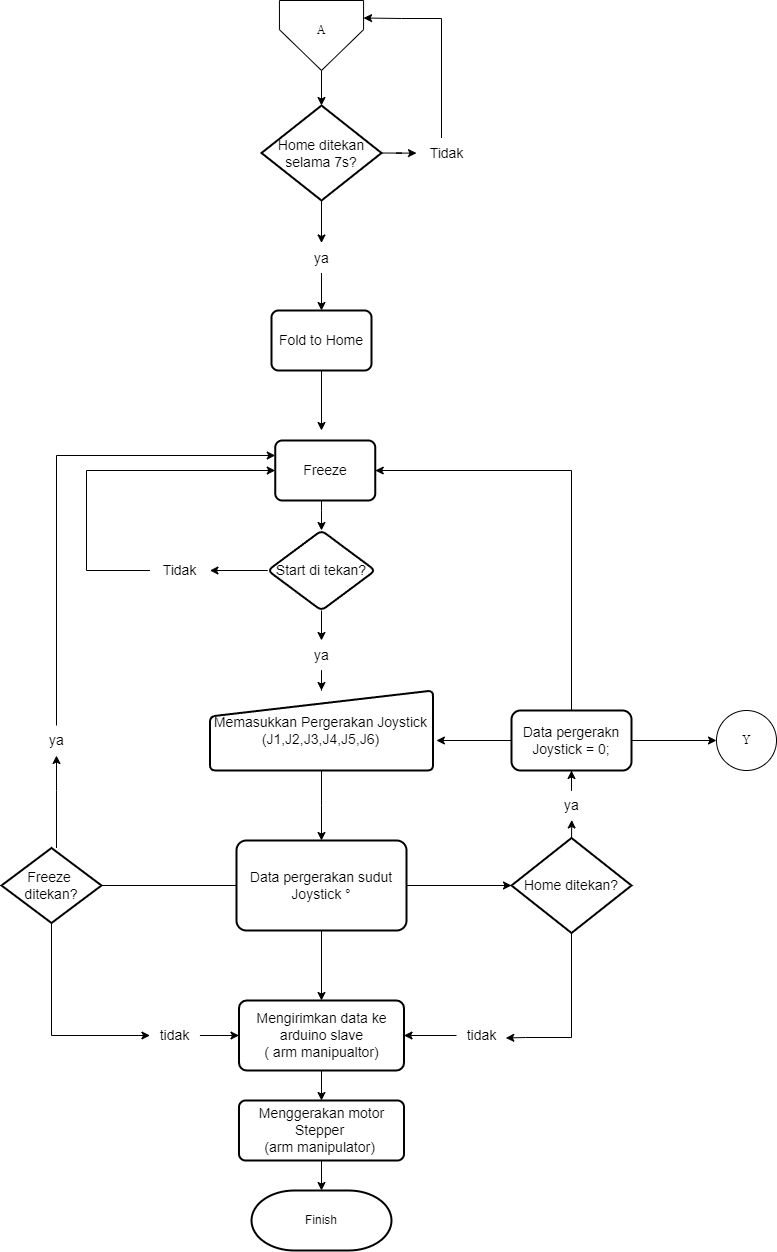 A
Home ditekan
selama 7s?
Tidak
ya
Fold to Home
Freeze
Start di tekan?
Tidak
ya
Memasukkan Pergerakan Joystick
(J1,J2,J3,J4,J5,J6)
Data pergerakn
Joystick = 0;
Y
ya
ya
Freeze
ditekan?
Data pergerakan sudut
Joystick °
Home ditekan?
Mengirimkan data ke
arduino slave
( arm manipualtor)
tidak
tidak
Menggerakan motor
Stepper
(arm manipulator)
Finish